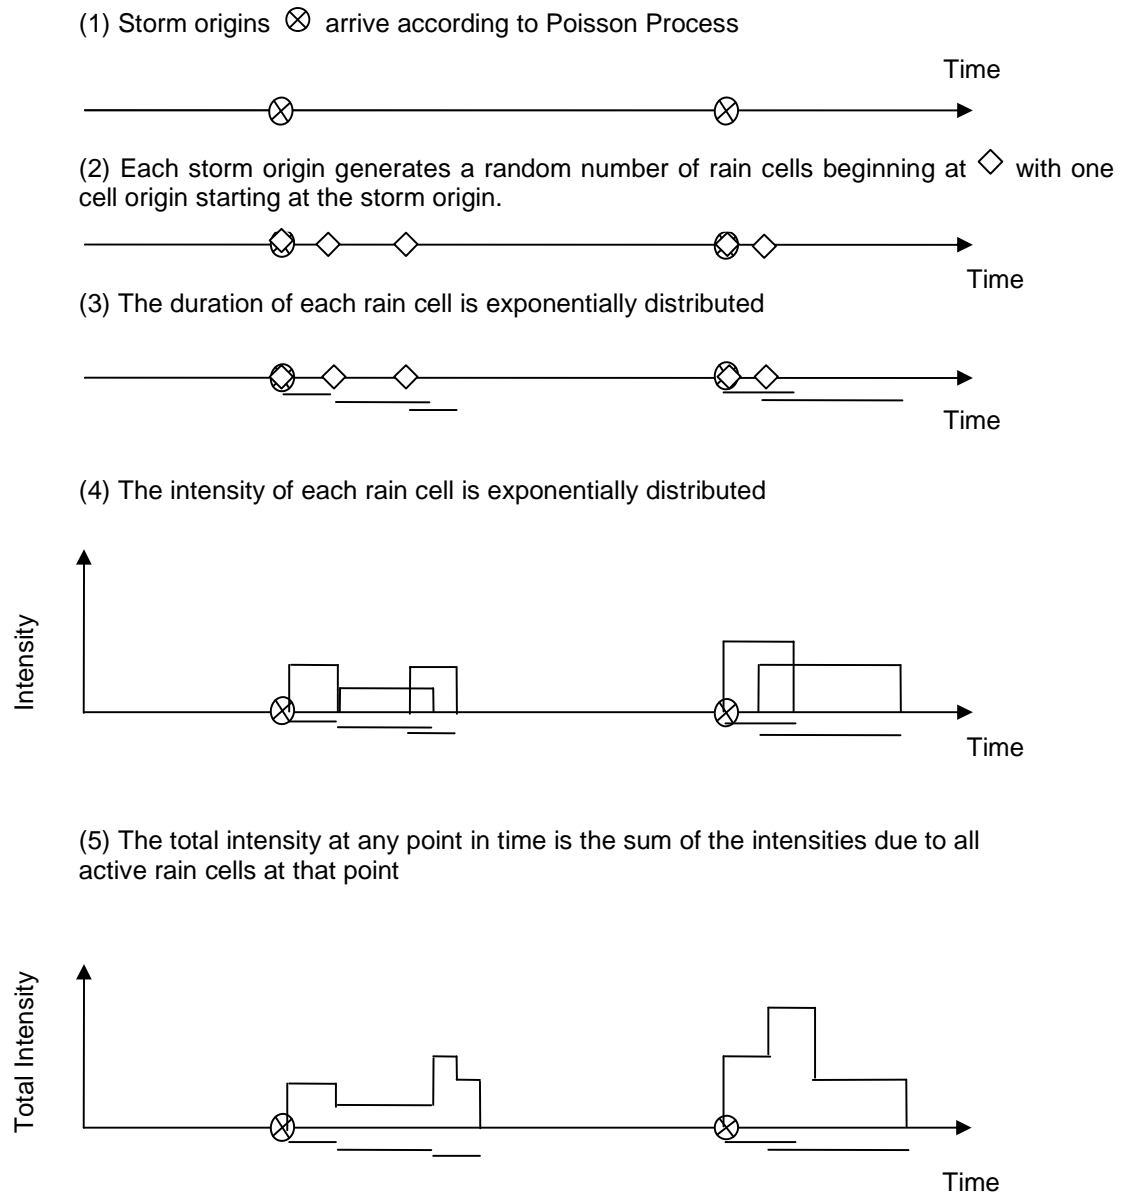 (1) Storm origins ⊗ arrive according to Poisson Process
Time
(2) Each storm origin generates a random number of rain cells beginning at ◇ with one
cell origin starting at the storm origin.
Time
(3) The duration of each rain cell is exponentially distributed
Time
(4) The intensity of each rain cell is exponentially distributed
Intensity
Time
(5) The total intensity at any point in time is the sum of the intensities due to all
active rain cells at that point
Total Intensity
Time